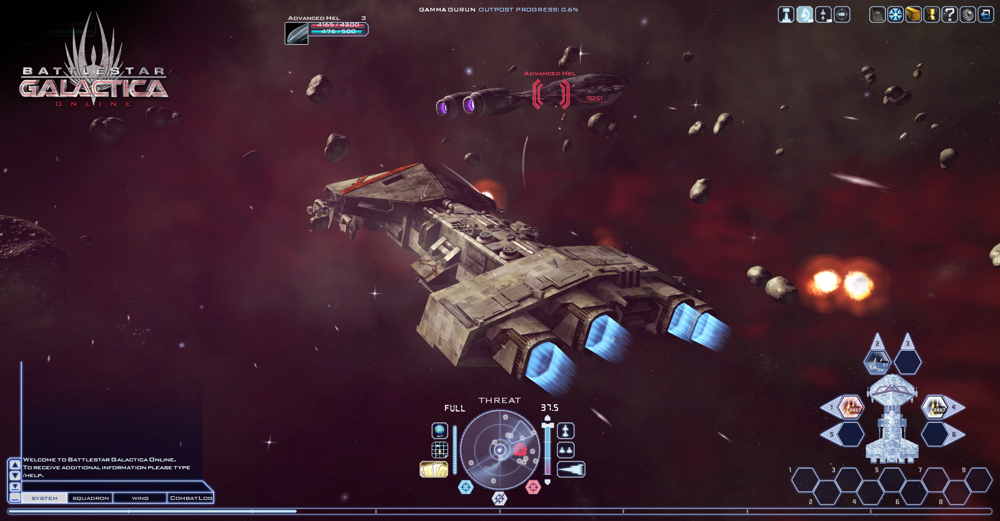 GAMMA GURUN OUTPOST PROGRESS: 0.6%
ADVANCED HEL 3
4165 / 4200
476 / 500
BATTLESTAR
GALACTICA
ONLINE
ADVANCED HEL
762.61
THREAT
FULL
37.5
2
3
47
1
2467
2467
4
5
6
1
3
5
7
9
2
4
6
8
WELCOME TO BATTLESTAR GALACTICA ONLINE.
TO RECEIVE ADDITIONAL INFORMATION PLEASE TYPE
/HELP.
SYSTEM
SQUADRON
WING
COMBATLOG